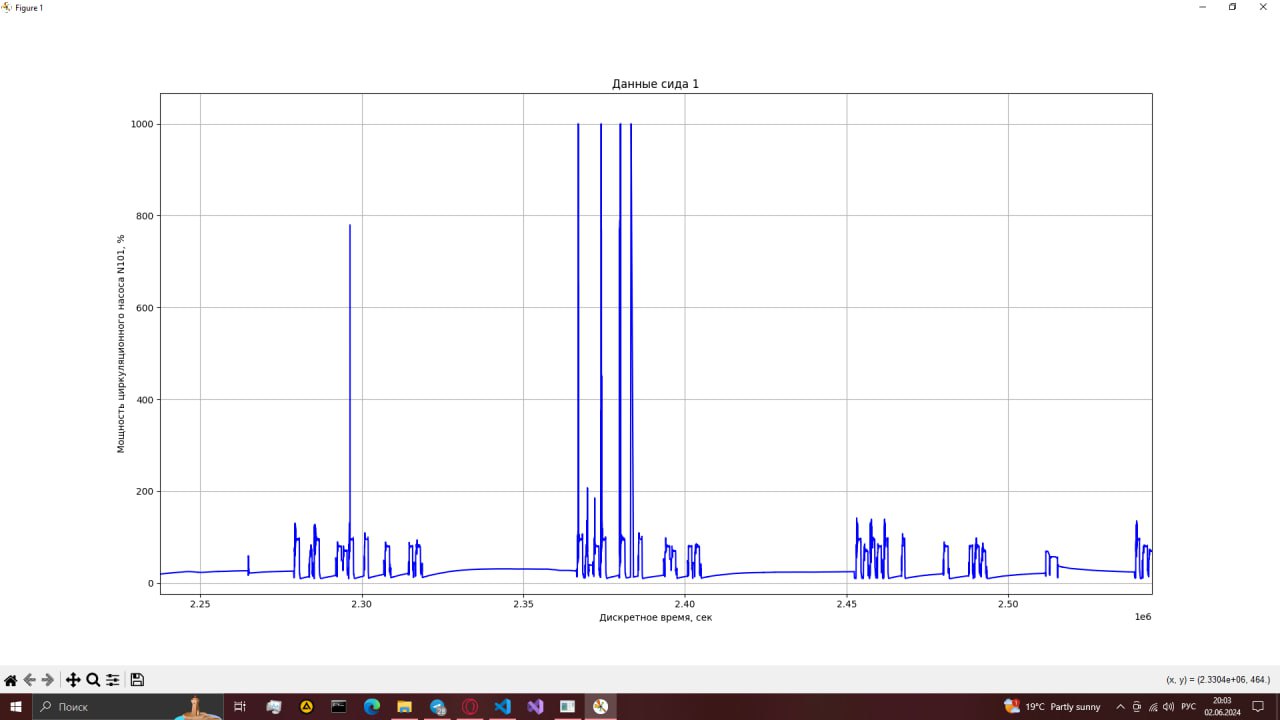 Figure 1
Данные сида 1
1000
800
600
400
200
0
Мощность циркуляционного насоса N101, %
2.25
2.30
2.35
2.40
2.45
2.50
1e6
Дискретное время, сек
(x, y) = (2.3304e+06, 464.)
Поиск
28
19°C Partly sunny
РУС
20:03
02.06.2024